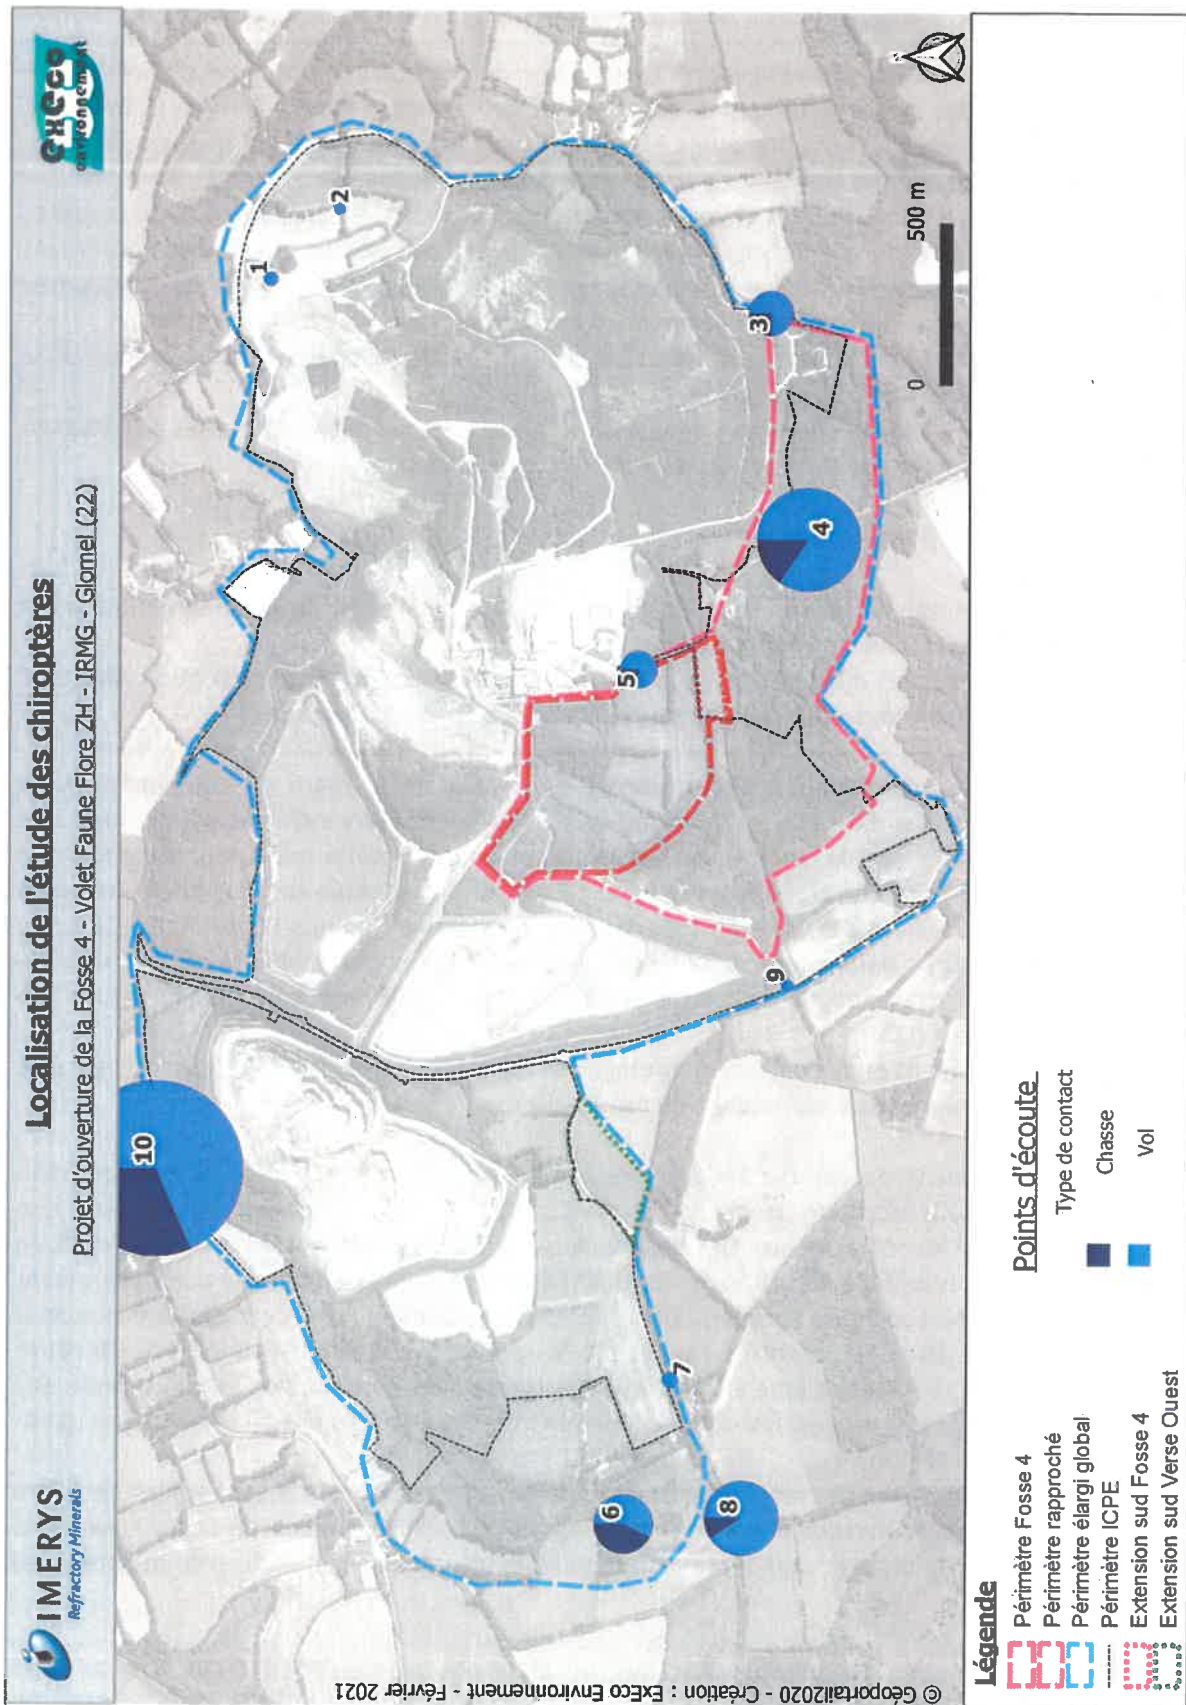 IMERYS
Refractory Minerals
Localisation de l'étude des chiroptères
Projet d'ouverture de la Fosse 4 - Volet Faune Flore ZH - IRMG - Glomel (22)
execo
environnement
10
1
2
3
4
5
6
7
8
9
N
0
500 m
© Géoportail2020 - Création : ExEco Environnement - Février 2021
Légende
Périmètre Fosse 4
Périmètre rapproché
Périmètre élargi global
Périmètre ICPE
Extension sud Fosse 4
Extension sud Verse Ouest
Points d'écoute
Type de contact
Chasse
Vol